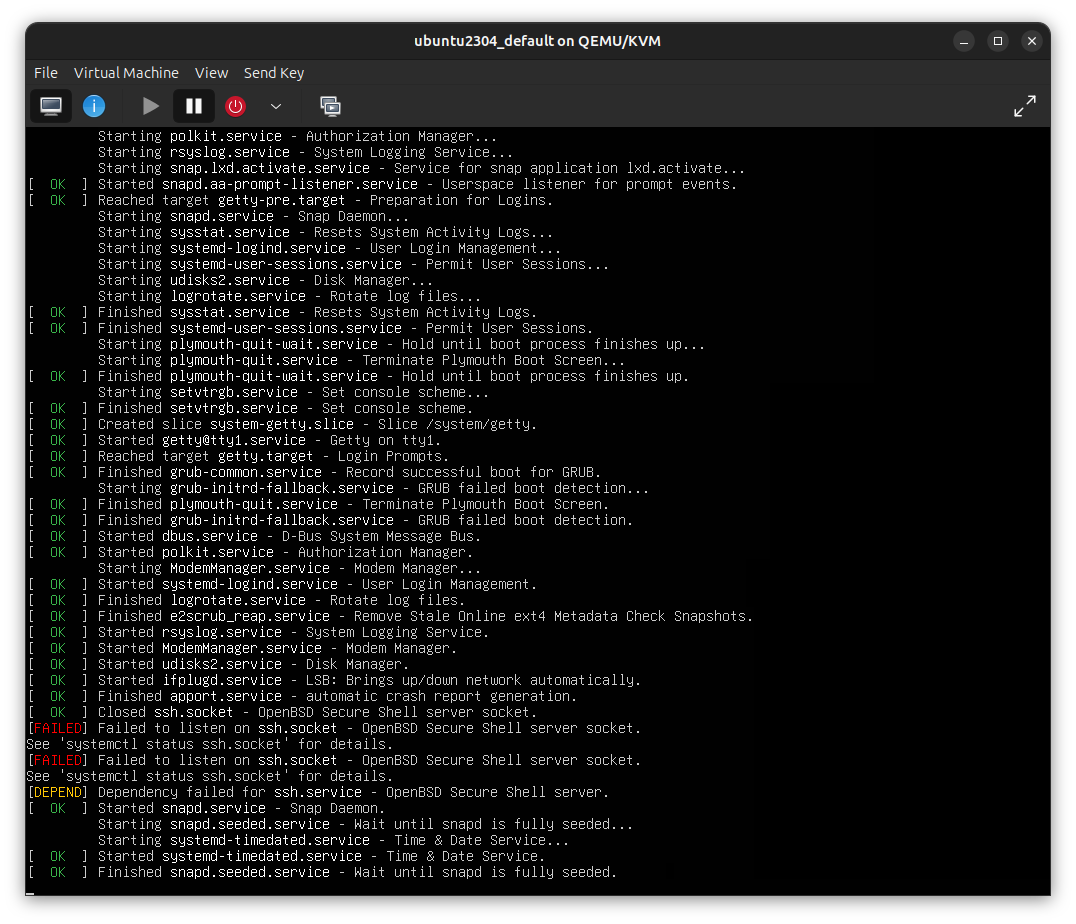 ubuntu2304_default on QEMU/KVM
File Virtual Machine View Send Key
Starting polkit.service - Authorization Manager...
Starting rsyslog.service - System Logging Service...
Starting snap.lxd.activate.service - Service for snap application lxd.activate...
[ OK ] Started snapd.aa-prompt-listener.service - Userspace listener for prompt events.
[ OK ] Reached target getty-pre.target - Preparation for Logins.
Starting snapd.service - Snap Daemon...
Starting sysstat.service - Resets System Activity Logs...
Starting systemd-logind.service - User Login Management...
Starting systemd-user-sessions.service - Permit User Sessions...
Starting udisks2.service - Disk Manager...
Starting logrotate.service - Rotate log files...
[ OK ] Finished sysstat.service - Resets System Activity Logs.
[ OK ] Finished systemd-user-sessions.service - Permit User Sessions.
Starting plymouth-quit-wait.service - Hold until boot process finishes up...
Starting plymouth-quit.service - Terminate Plymouth Boot Screen...
[ OK ] Finished plymouth-quit-wait.service - Hold until boot process finishes up.
Starting setvtrgb.service - Set console scheme...
[ OK ] Finished setvtrgb.service - Set console scheme.
[ OK ] Created slice system-getty.slice - Slice /system/getty.
[ OK ] Started getty@tty1.service - Getty on tty1.
[ OK ] Reached target getty.target - Login Prompts.
[ OK ] Finished grub-common.service - Record successful boot for GRUB.
Starting grub-initrd-fallback.service - GRUB failed boot detection...
[ OK ] Finished plymouth-quit.service - Terminate Plymouth Boot Screen.
[ OK ] Finished grub-initrd-fallback.service - GRUB failed boot detection.
[ OK ] Started dbus.service - D-Bus System Message Bus.
[ OK ] Started polkit.service - Authorization Manager.
Starting ModemManager.service - Modem Manager...
[ OK ] Started systemd-logind.service - User Login Management.
[ OK ] Finished logrotate.service - Rotate log files.
[ OK ] Finished e2scrub_reap.service - Remove Stale Online ext4 Metadata Check Snapshots.
[ OK ] Started rsyslog.service - System Logging Service.
[ OK ] Started ModemManager.service - Modem Manager.
[ OK ] Started udisks2.service - Disk Manager.
[ OK ] Started ifplugd.service - LSB: Brings up/down network automatically.
[ OK ] Finished apport.service - automatic crash report generation.
[ OK ] Closed ssh.socket - OpenBSD Secure Shell server socket.
[FAILED] Failed to listen on ssh.socket - OpenBSD Secure Shell server socket.
See 'systemctl status ssh.socket' for details.
[FAILED] Failed to listen on ssh.socket - OpenBSD Secure Shell server socket.
See 'systemctl status ssh.socket' for details.
[DEPEND] Dependency failed for ssh.service - OpenBSD Secure Shell server.
[ OK ] Started snapd.service - Snap Daemon.
Starting snapd.seeded.service - Wait until snapd is fully seeded...
Starting systemd-timedated.service - Time & Date Service...
[ OK ] Started systemd-timedated.service - Time & Date Service.
[ OK ] Finished snapd.seeded.service - Wait until snapd is fully seeded.